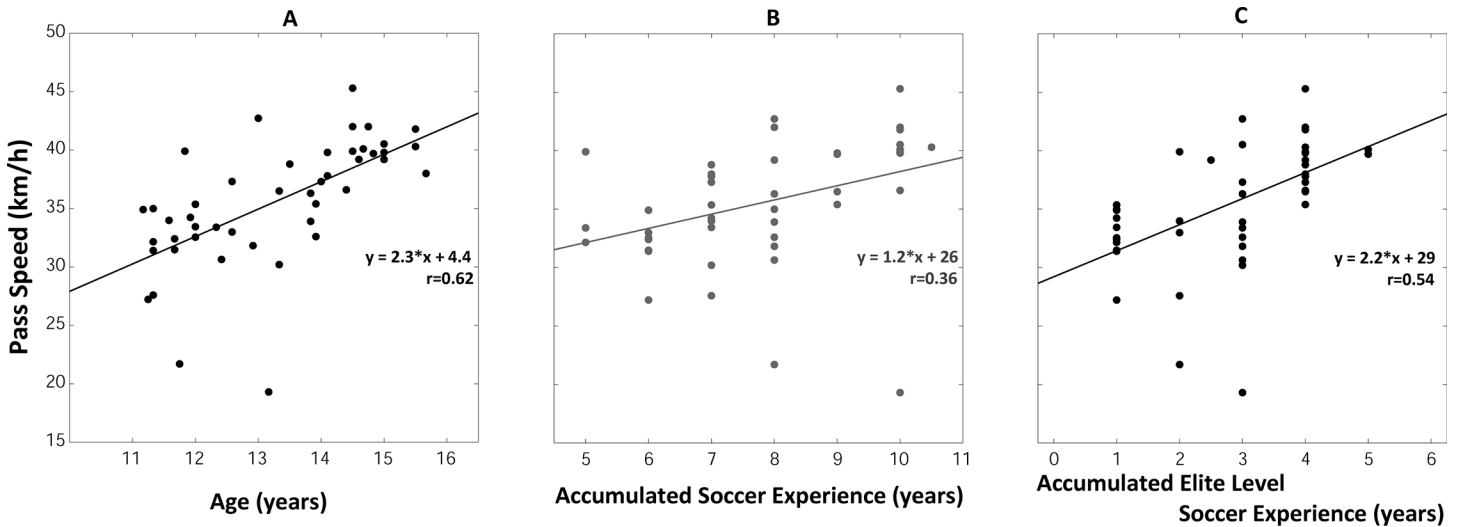 A
B
C
Pass Speed (km/h)
50
45
40
35
30
25
20
15
y = 2.3*x + 4.4
r=0.62
11 12 13 14 15 16
Age (years)
y = 1.2*x + 26
r=0.36
5 6 7 8 9 10 11
Accumulated Soccer Experience (years)
y = 2.2*x + 29
r=0.54
0 1 2 3 4 5 6
Accumulated Elite Level
Soccer Experience (years)